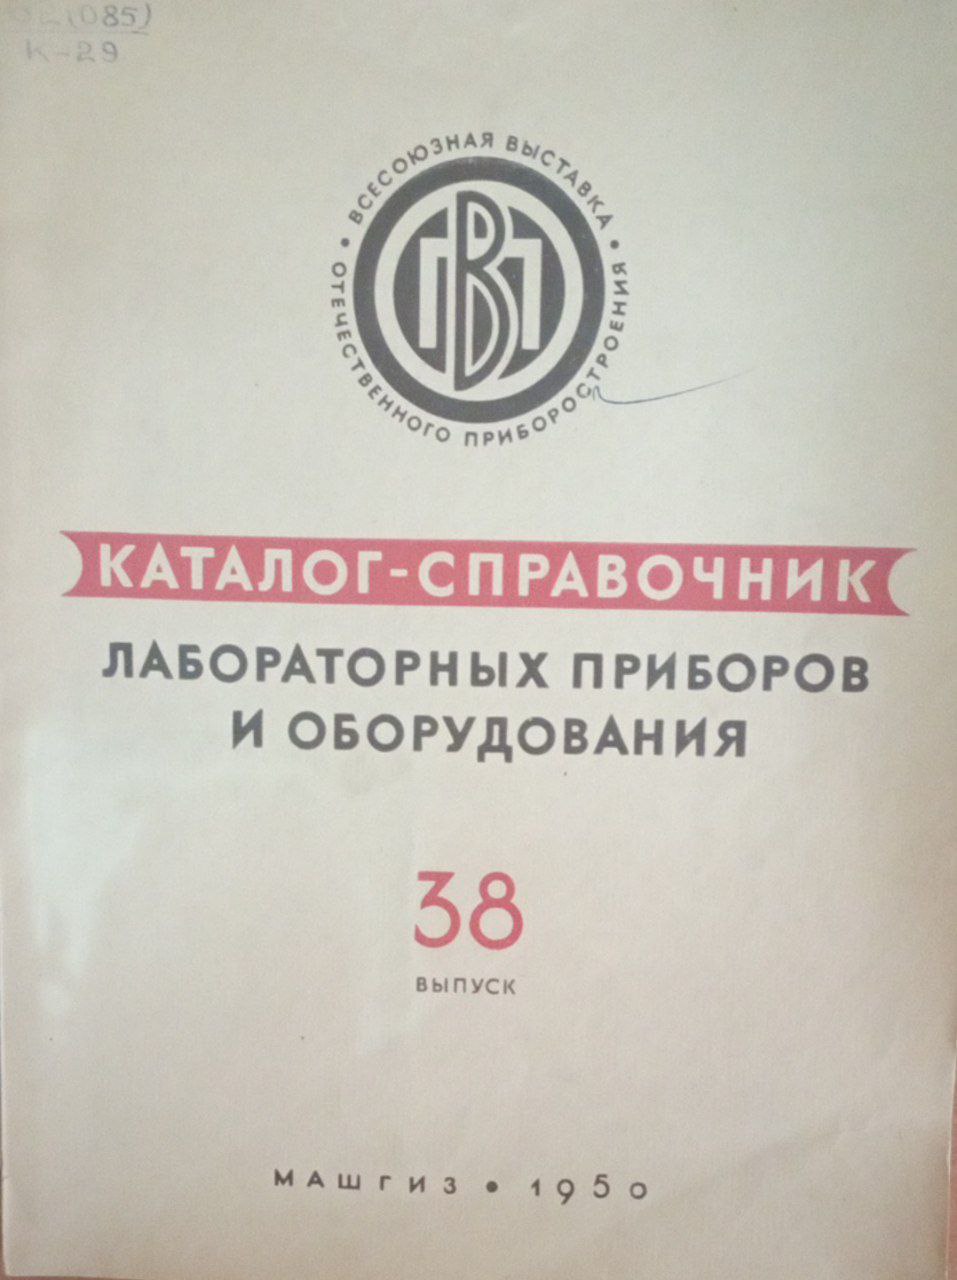 К-29
• ВСЕСОЮЗНАЯ ВЫСТАВКА •
ОТЕЧЕСТВЕННОГО ПРИБОРОСТРОЕНИЯ
КАТАЛОГ-СПРАВОЧНИК
ЛАБОРАТОРНЫХ ПРИБОРОВ
И ОБОРУДОВАНИЯ
38
ВЫПУСК
МАШГИЗ • 1950